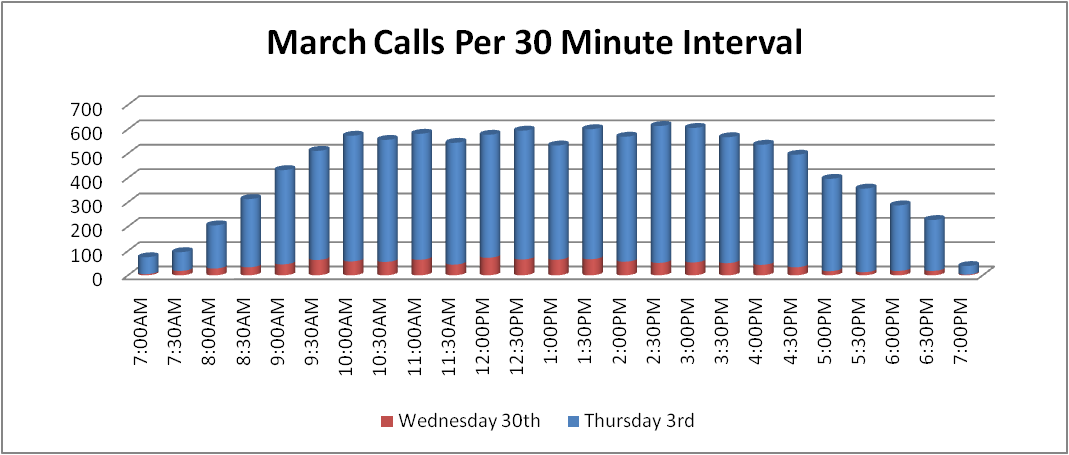 March Calls Per 30 Minute Interval
700
600
500
400
300
200
100
0
7:00AM
7:30AM
8:00AM
8:30AM
9:00AM
9:30AM
10:00AM
10:30AM
11:00AM
11:30AM
12:00PM
12:30PM
1:00PM
1:30PM
2:00PM
2:30PM
3:00PM
3:30PM
4:00PM
4:30PM
5:00PM
5:30PM
6:00PM
6:30PM
7:00PM
Wednesday 30th Thursday 3rd